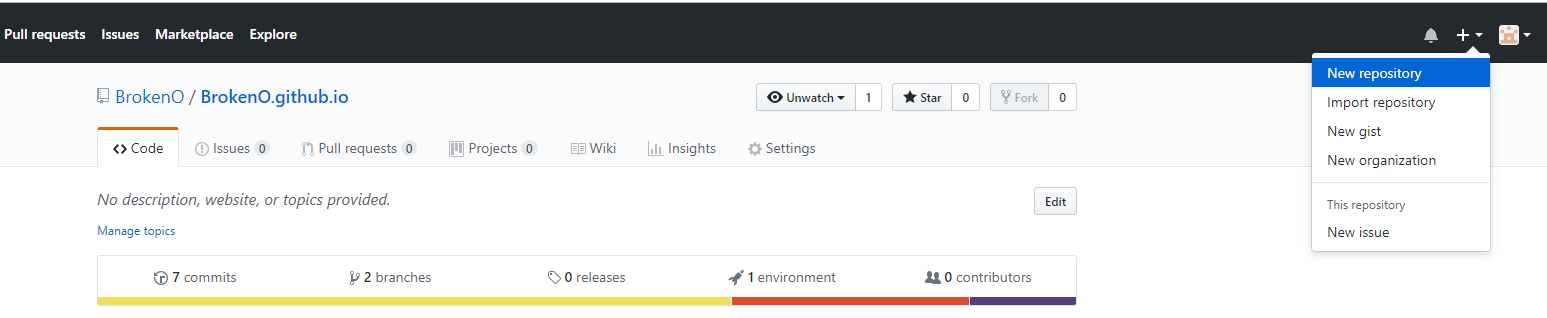 Pull requests Issues Marketplace Explore
BrokenO / BrokenO.github.io
Unwatch 1 Star 0 Fork 0
Code Issues 0 Pull requests 0 Projects 0 Wiki Insights Settings
No description, website, or topics provided.
Edit
Manage topics
7 commits 2 branches 0 releases 1 environment 0 contributors
New repository
Import repository
New gist
New organization
This repository
New issue